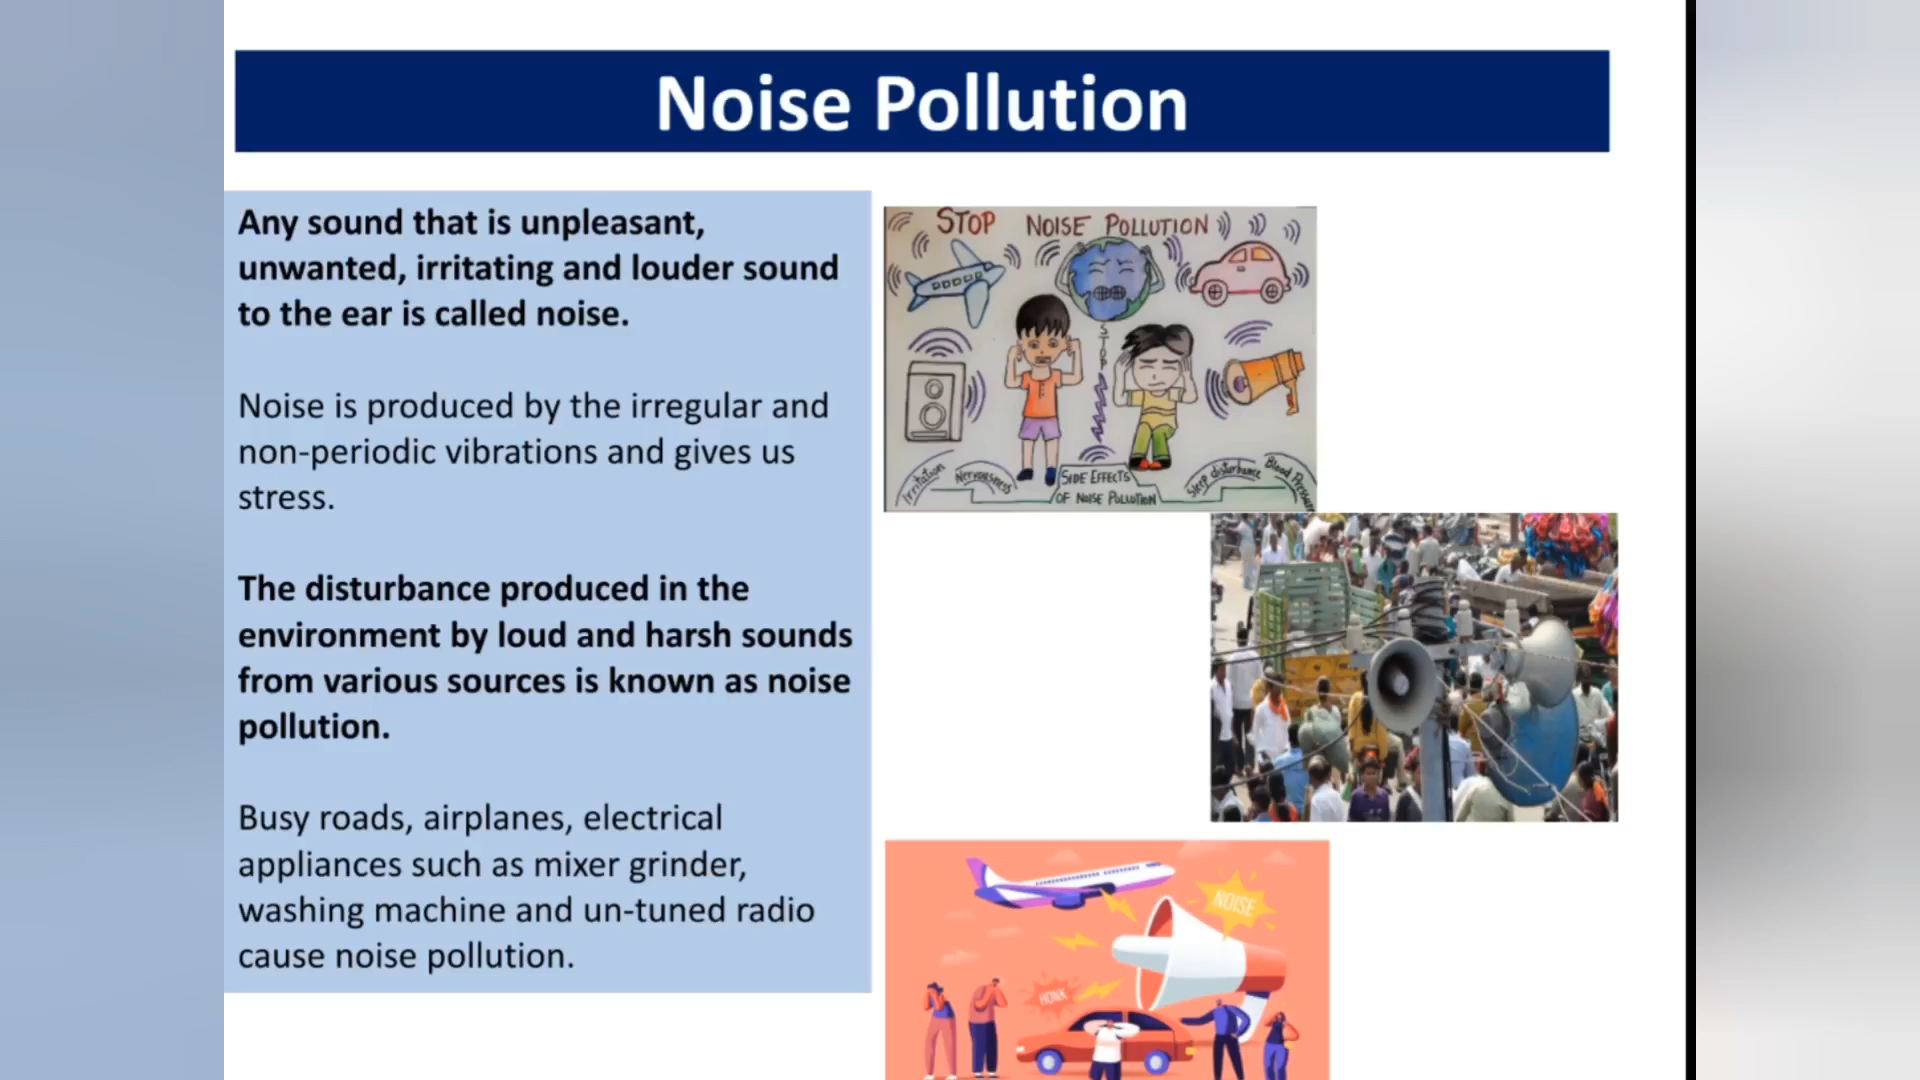 Noise Pollution
Any sound that is unpleasant,
unwanted, irritating and louder sound
to the ear is called noise.
Noise is produced by the irregular and
non-periodic vibrations and gives us
stress.
The disturbance produced in the
environment by loud and harsh sounds
from various sources is known as noise
pollution.
Busy roads, airplanes, electrical
appliances such as mixer grinder,
washing machine and un-tuned radio
cause noise pollution.
STOP NOISE POLLUTION
STOP
Irritation
Nervousness
SIDE EFFECTS
OF NOISE POLLUTION
Sleep disturbance
Blood Pressure
NOISE
HONK